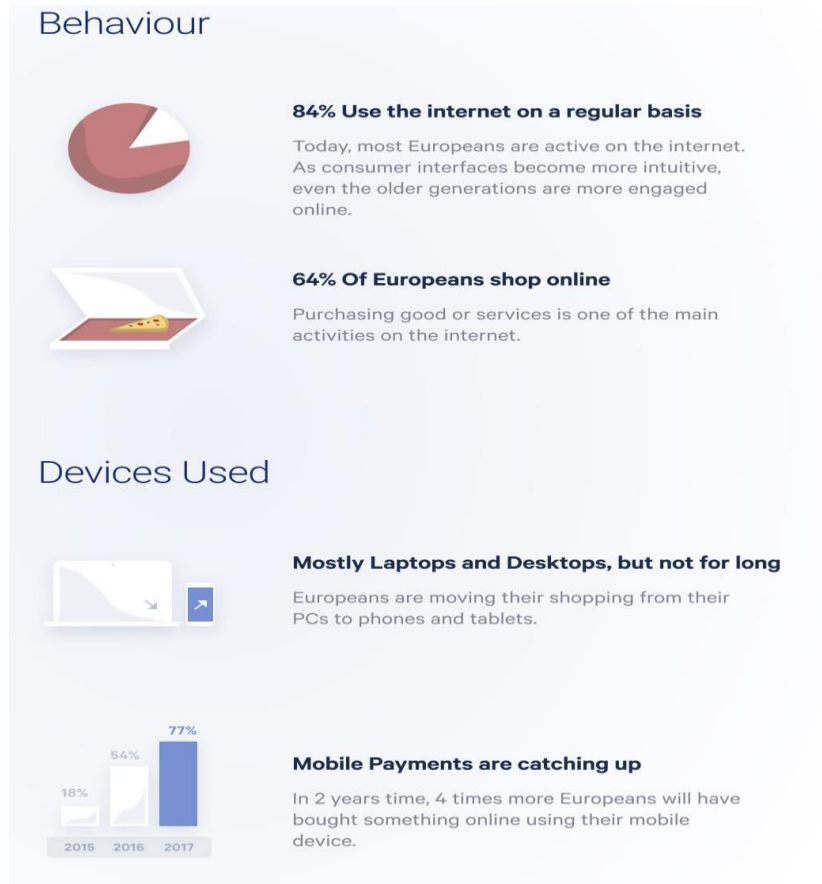 Behaviour
84% Use the internet on a regular basis
Today, most Europeans are active on the internet.
As consumer interfaces become more intuitive,
even the older generations are more engaged
online.
64% Of Europeans shop online
Purchasing good or services is one of the main
activities on the internet.
Devices Used
Mostly Laptops and Desktops, but not for long
Europeans are moving their shopping from their
PCs to phones and tablets.
77%
54%
18%
2015 2016 2017
Mobile Payments are catching up
In 2 years time, 4 times more Europeans will have
bought something online using their mobile
device.